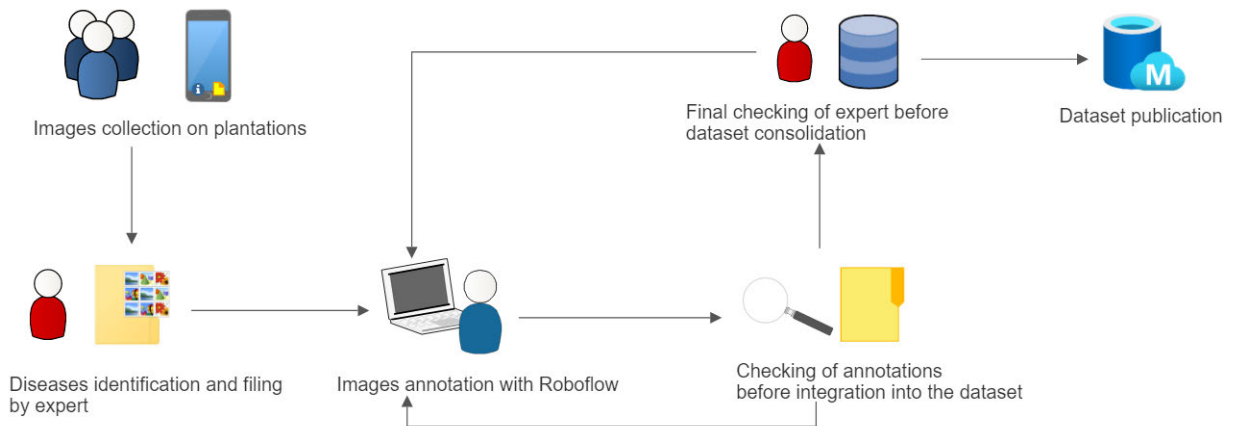 Images collection on plantations
Final checking of expert before
dataset consolidation
M
Dataset publication
Diseases identification and filing
by expert
Images annotation with Roboflow
Checking of annotations
before integration into the dataset